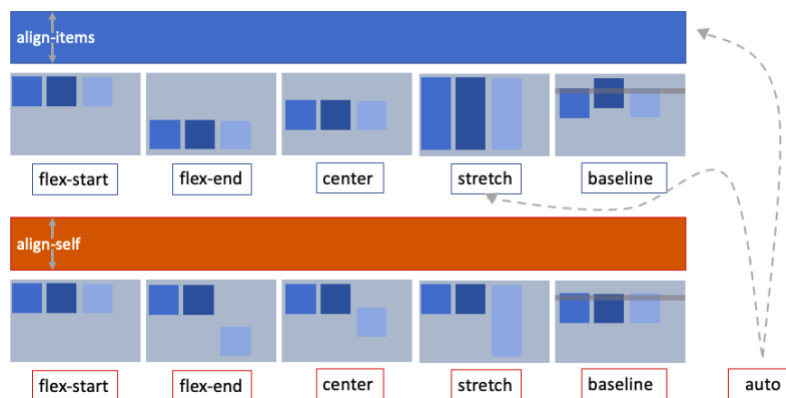 align-items
flex-start
flex-end
center
stretch
baseline
align-self
flex-start
flex-end
center
stretch
baseline
auto